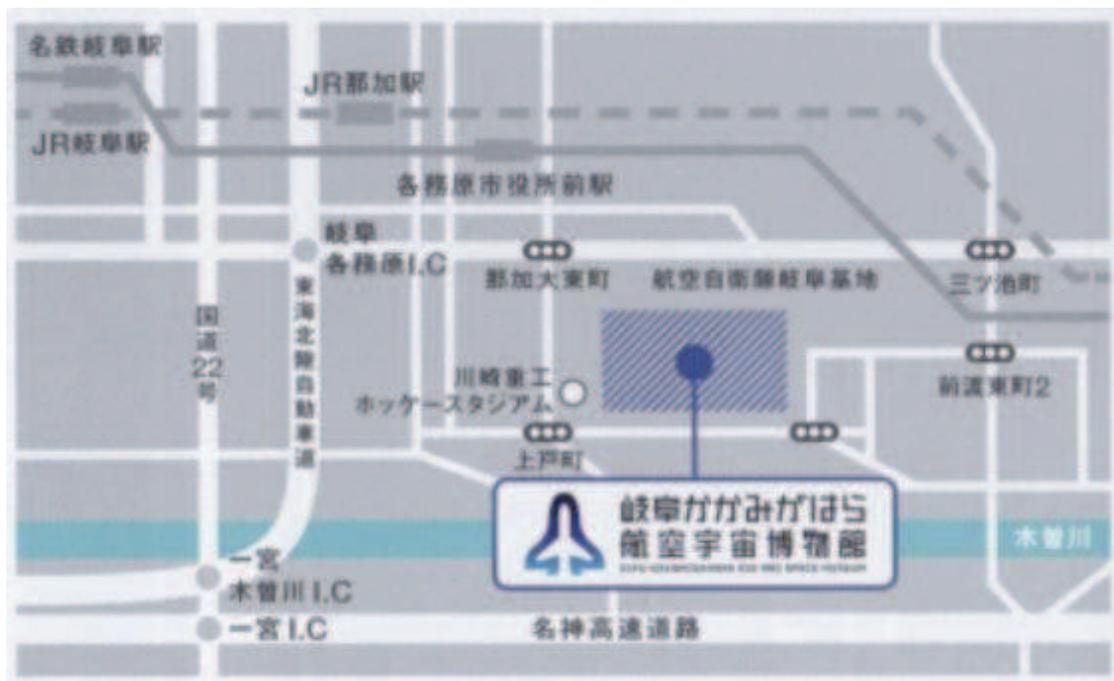 名鉄岐阜駅
JR那加駅
JR岐阜駅
各務原市役所前駅
岐阜
各務原I.C
那加大東町
航空自衛隊岐阜基地
三ツ池町
国道22号
東海北陸自動車道
川崎重工
ホッケースタジアム
前渡東町2
上戸町
岐阜かかみがはら
航空宇宙博物館
GIFU-KAKAMIGAHARA AIR AND SPACE MUSEUM
木曽川
一宮
木曽川I.C
一宮I.C
名神高速道路